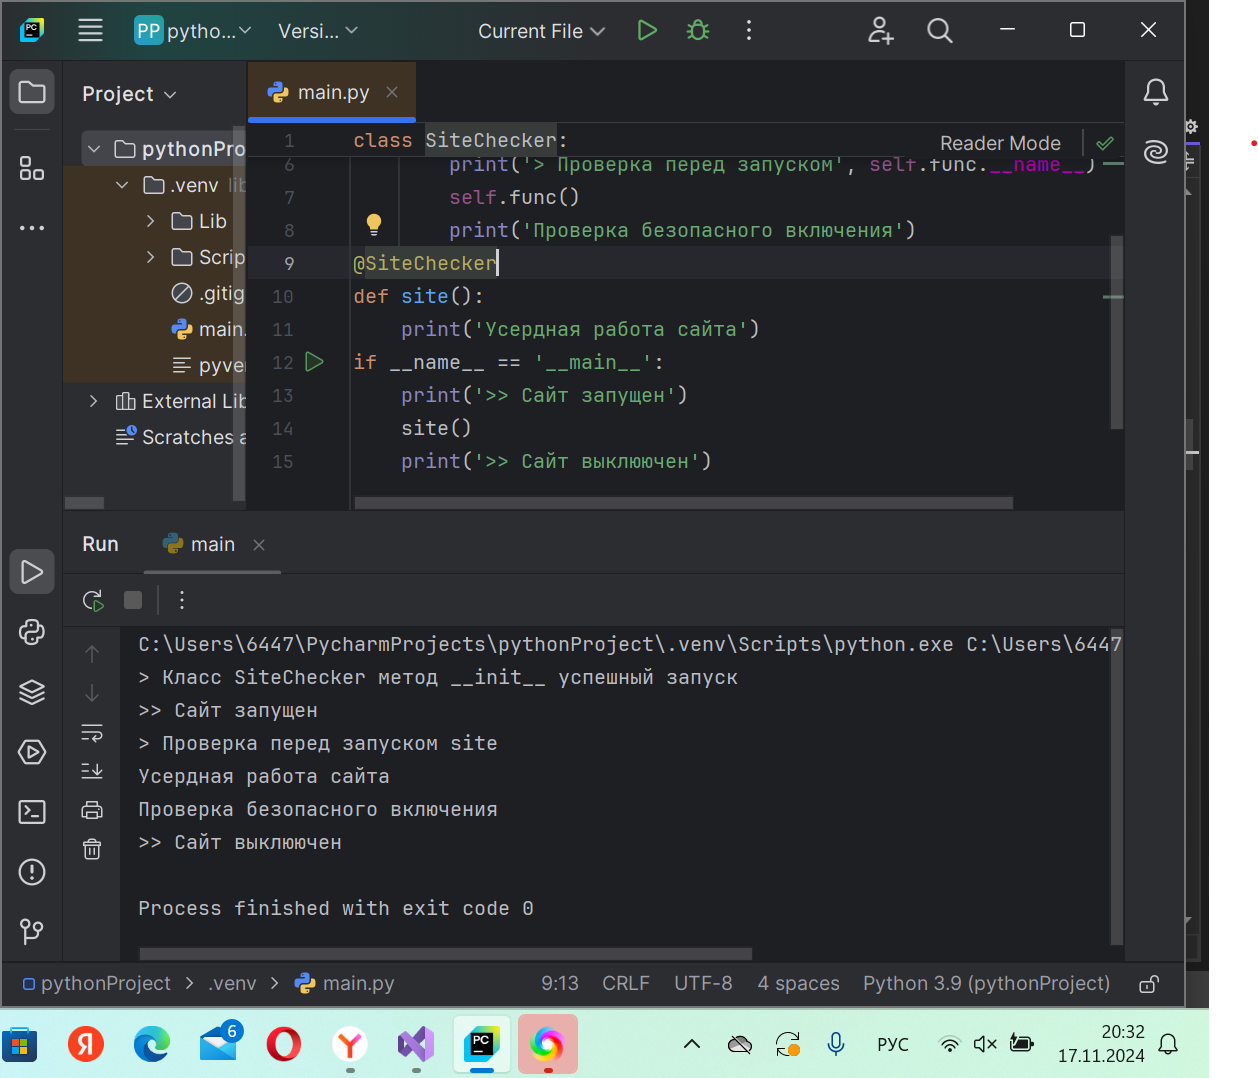 PC
PP pytho...
Versi...
Current File
Project
main.py
pythonPro
.venv lib
Lib
Scrip
.gitig
main.
pyve
External Lib
Scratches a
Reader Mode
1 class SiteChecker:
6 print('> Проверка перед запуском', self.func.__name__)
7 self.func()
8 print('Проверка безопасного включения')
9 @SiteChecker
10 def site():
11 print('Усердная работа сайта')
12 if __name__ == '__main__':
13 print('>> Сайт запущен')
14 site()
15 print('>> Сайт выклюючен')
Run
main
C:\Users\6447\PycharmProjects\pythonProject\.venv\Scripts\python.exe C:\Users\6447
> Класс SiteChecker метод __init__ успешный запуск
>> Сайт запущен
> Проверка перед запуском site
Усердная работа сайта
Проверка безопасного включения
>> Сайт выклюючен
Process finished with exit code 0
pythonProject > .venv > main.py
9:13 CRLF UTF-8 4 spaces Python 3.9 (pythonProject)
Я
6
PC
РУС
20:32
17.11.2024